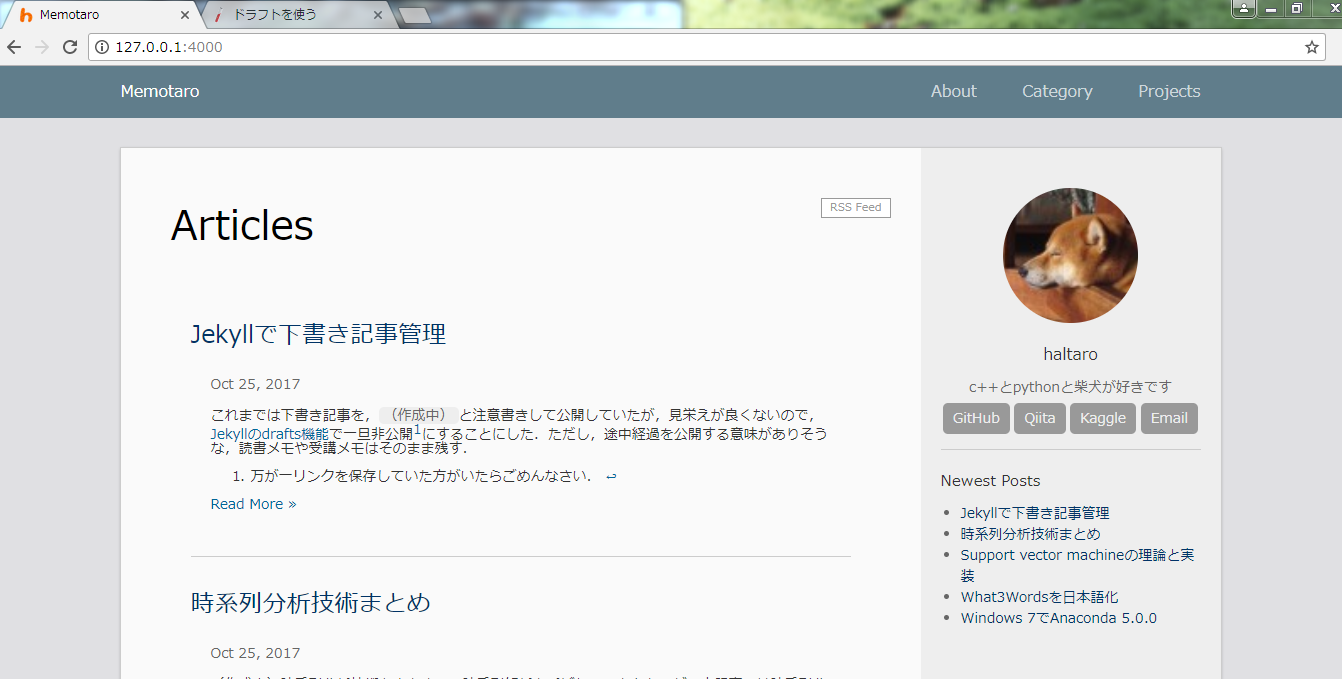 Memotaro
ドラフトを使う
127.0.0.1:4000
Memotaro
About
Category
Projects
Articles
RSS Feed
Jekyllで下書き記事管理
Oct 25, 2017
これまでは下書き記事を，（作成中）と注意書きして公開していたが，見栄えが良くないので，
Jekyllのdrafts機能で一旦非公開1にすることにした．ただし，途中経過を公開する意味がありそう
な，読書メモや受講メモはそのまま残す．
1. 万が一リンクを保存していた方がいたらごめんなさい． ↩
Read More »
時系列分析技術まとめ
Oct 25, 2017
haltaro
c++とpythonと柴犬が好きです
GitHub
Qiita
Kaggle
Email
Newest Posts
• Jekyllで下書き記事管理
• 時系列分析技術まとめ
• Support vector machineの理論と実
装
• What3Wordsを日本語化
• Windows 7でAnaconda 5.0.0